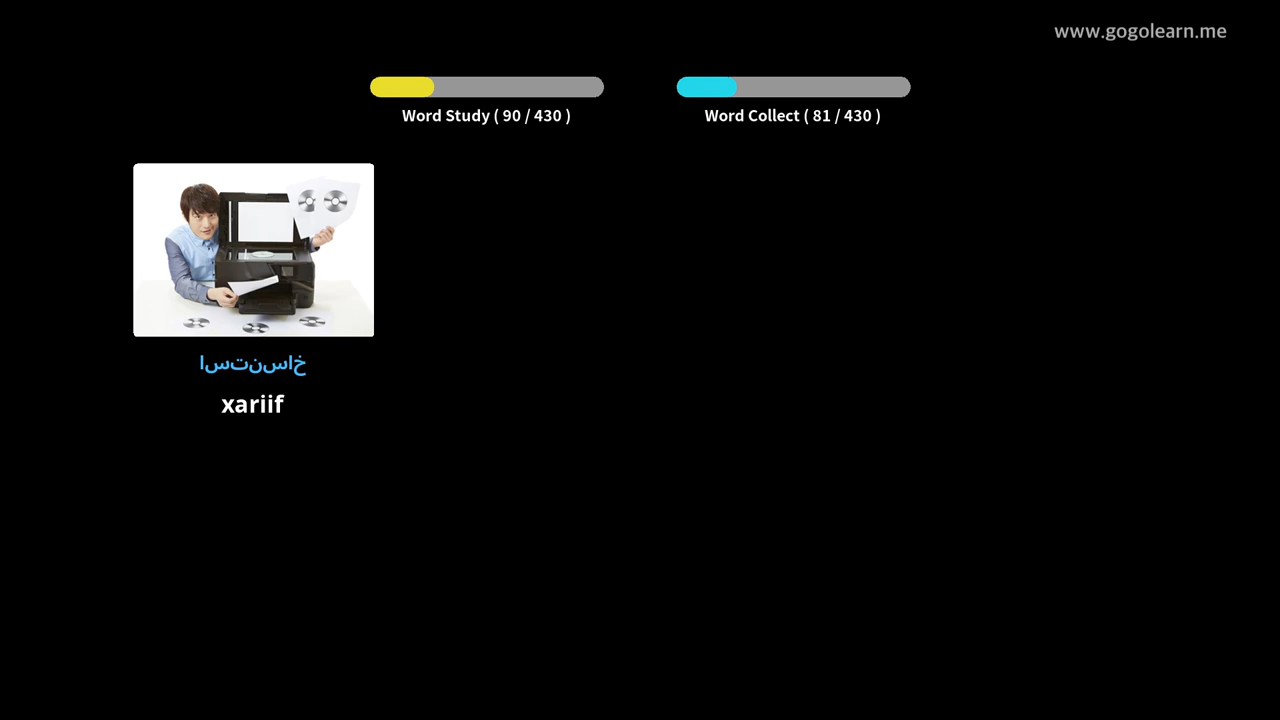 استنساخ
xariif
www.gogolearn.me
Word Study ( 90 / 430 )
Word Collect ( 81 / 430 )